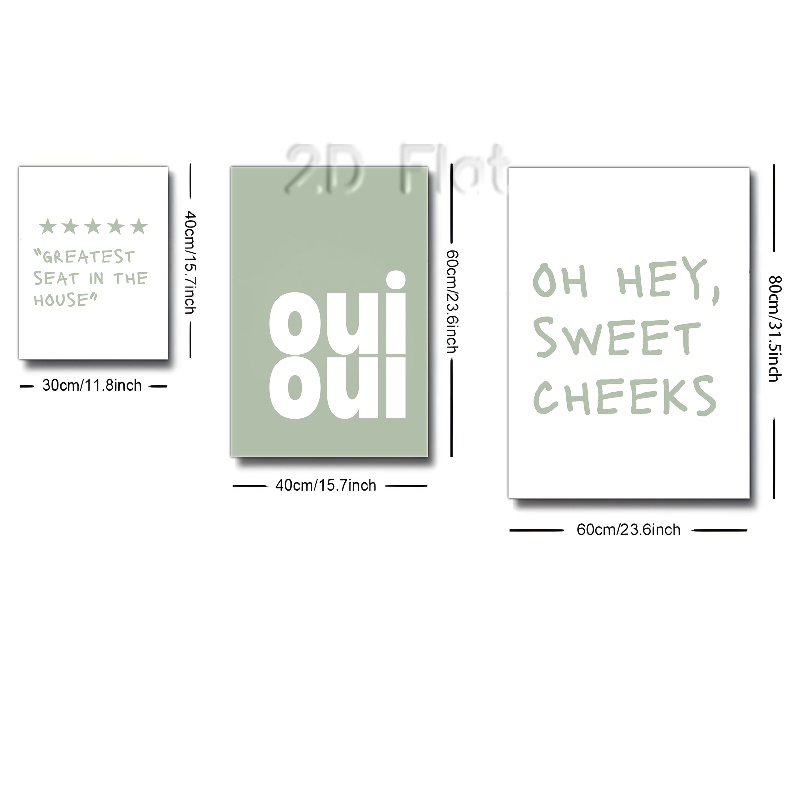 2D Flat
★★★★★
"GREATEST
SEAT IN THE
HOUSE"
40cm/15.7inch
30cm/11.8inch
oui
oui
60cm/23.6inch
40cm/15.7inch
OH HEY,
SWEET
CHEEKS
80cm/31.5inch
60cm/23.6inch